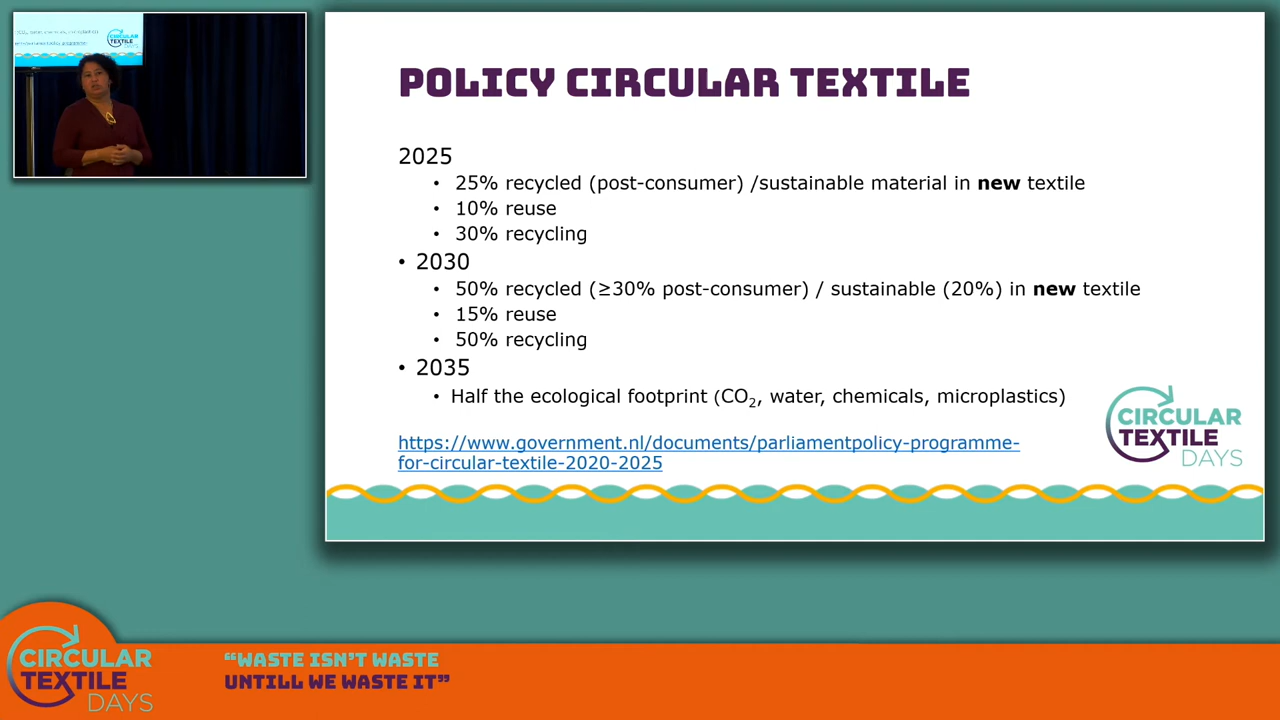 CIRCULAR
TEXTILE
DAYS
POLICY CIRCULAR TEXTILE
2025
• 25% recycled (post-consumer) /sustainable material in new textile
• 10% reuse
• 30% recycling
• 2030
• 50% recycled (≥30% post-consumer) / sustainable (20%) in new textile
• 15% reuse
• 50% recycling
• 2035
• Half the ecological footprint (CO₂, water, chemicals, microplastics)
https://www.government.nl/documents/parliamentpolicy-programme-
for-circular-textile-2020-2025
CIRCULAR
TEXTILE
DAYS
CIRCULAR
TEXTILE
DAYS
“WASTE ISN’T WASTE
UNTILL WE WASTE IT”